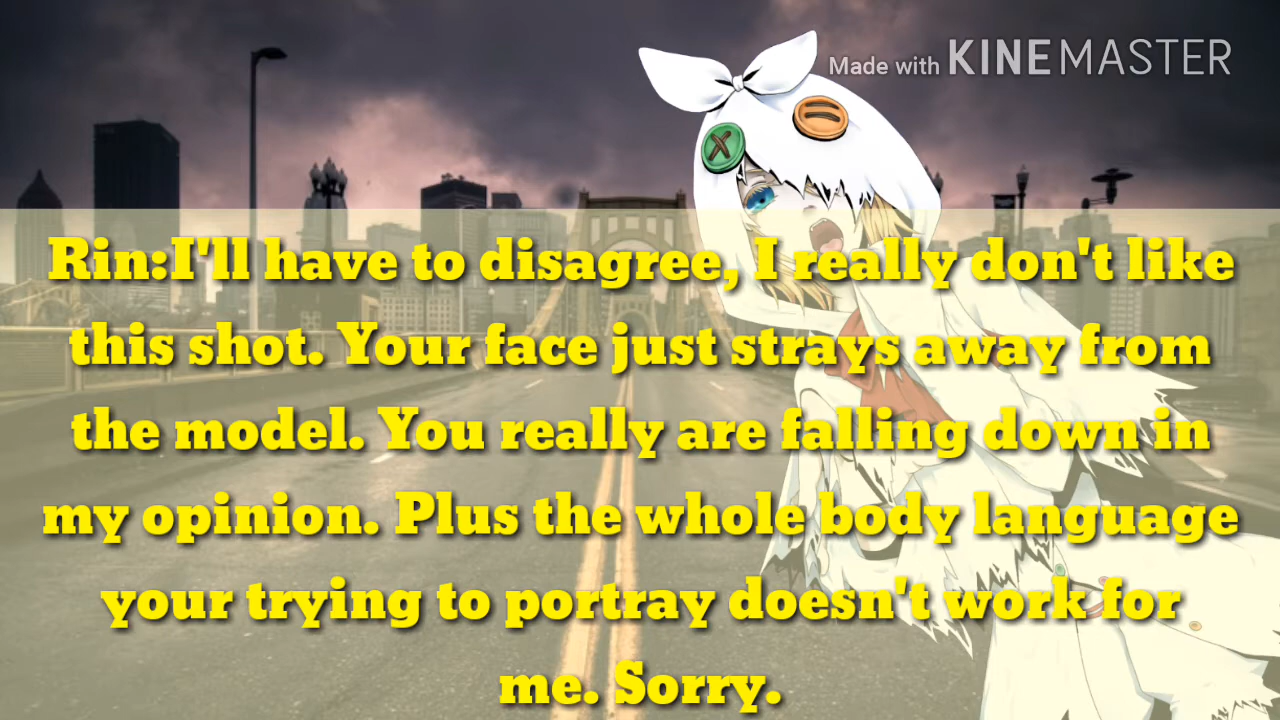 Made with KINEMASTER
Rin:I'll have to disagree, I really don't like
this shot. Your face just strays away from
the model. You really are falling down in
my opinion. Plus the whole body language
your trying to portray doesn't work for
me. Sorry.